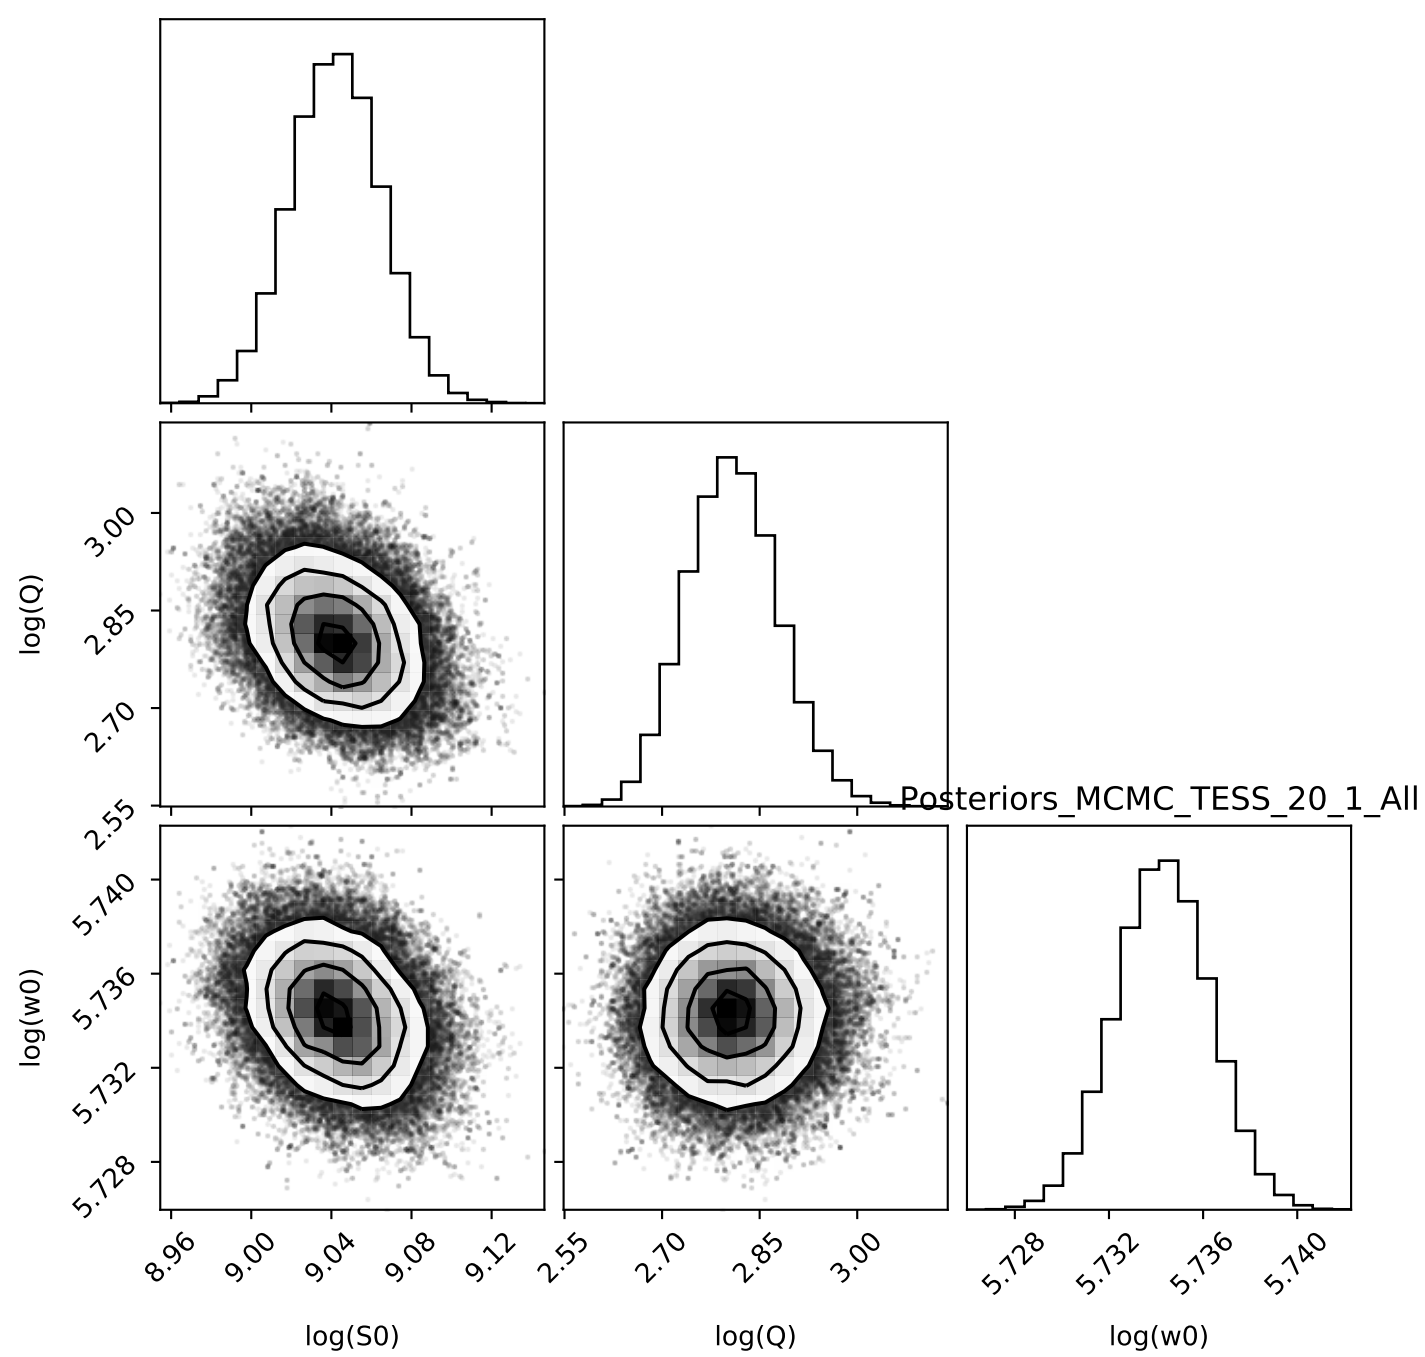 log(Q)
3.00
2.85
2.70
2.55
Posteriors_MCMC_TESS_20_1_All
log(w0)
5.740
5.736
5.732
5.728
8.96 9.00 9.04 9.08 9.12
2.55 2.70 2.85 3.00
5.728 5.732 5.736 5.740
log(S0) log(Q) log(w0)